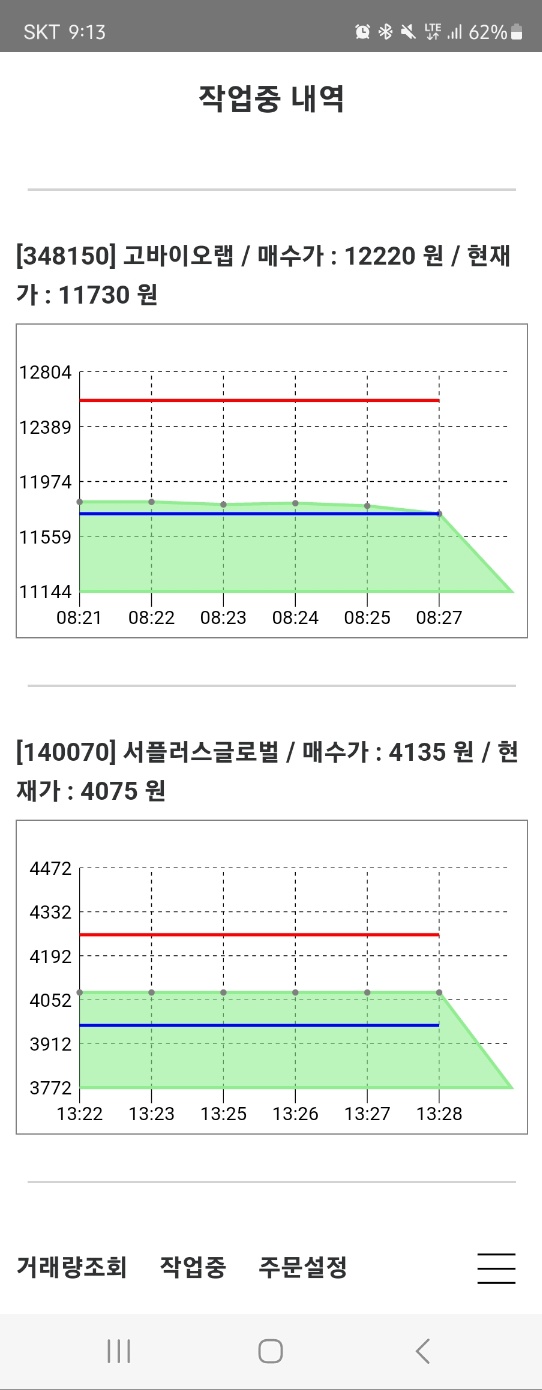 SKT 9:13 LTE 62%
작업중 내역
[348150] 고바이오랩 / 매수가 : 12220 원 / 현재
가 : 11730 원
12804
12389
11974
11559
11144
08:21 08:22 08:23 08:24 08:25 08:27
[140070] 서플러스글로벌 / 매수가 : 4135 원 / 현
재가 : 4075 원
4472
4332
4192
4052
3912
3772
13:22 13:23 13:25 13:26 13:27 13:28
거래량조회 작업중 주문설정